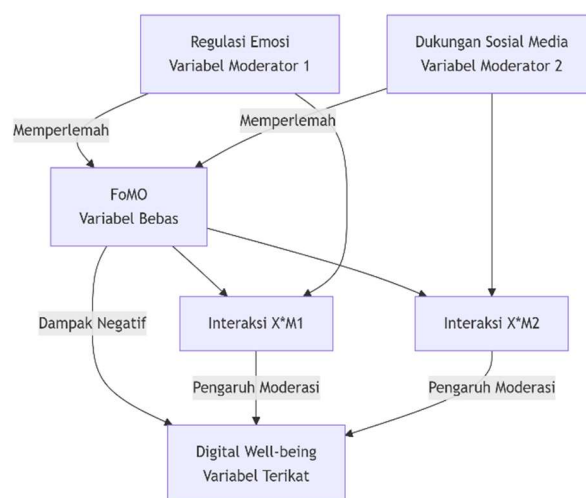 Regulasi Emosi
Variabel Moderator 1
Dukungan Sosial Media
Variabel Moderator 2
Memperlemah
Memperlemah
FoMO
Variabel Bebas
Dampak Negatif
Interaksi X*M1
Interaksi X*M2
Pengaruh Moderasi
Pengaruh Moderasi
Digital Well-being
Variabel Terikat